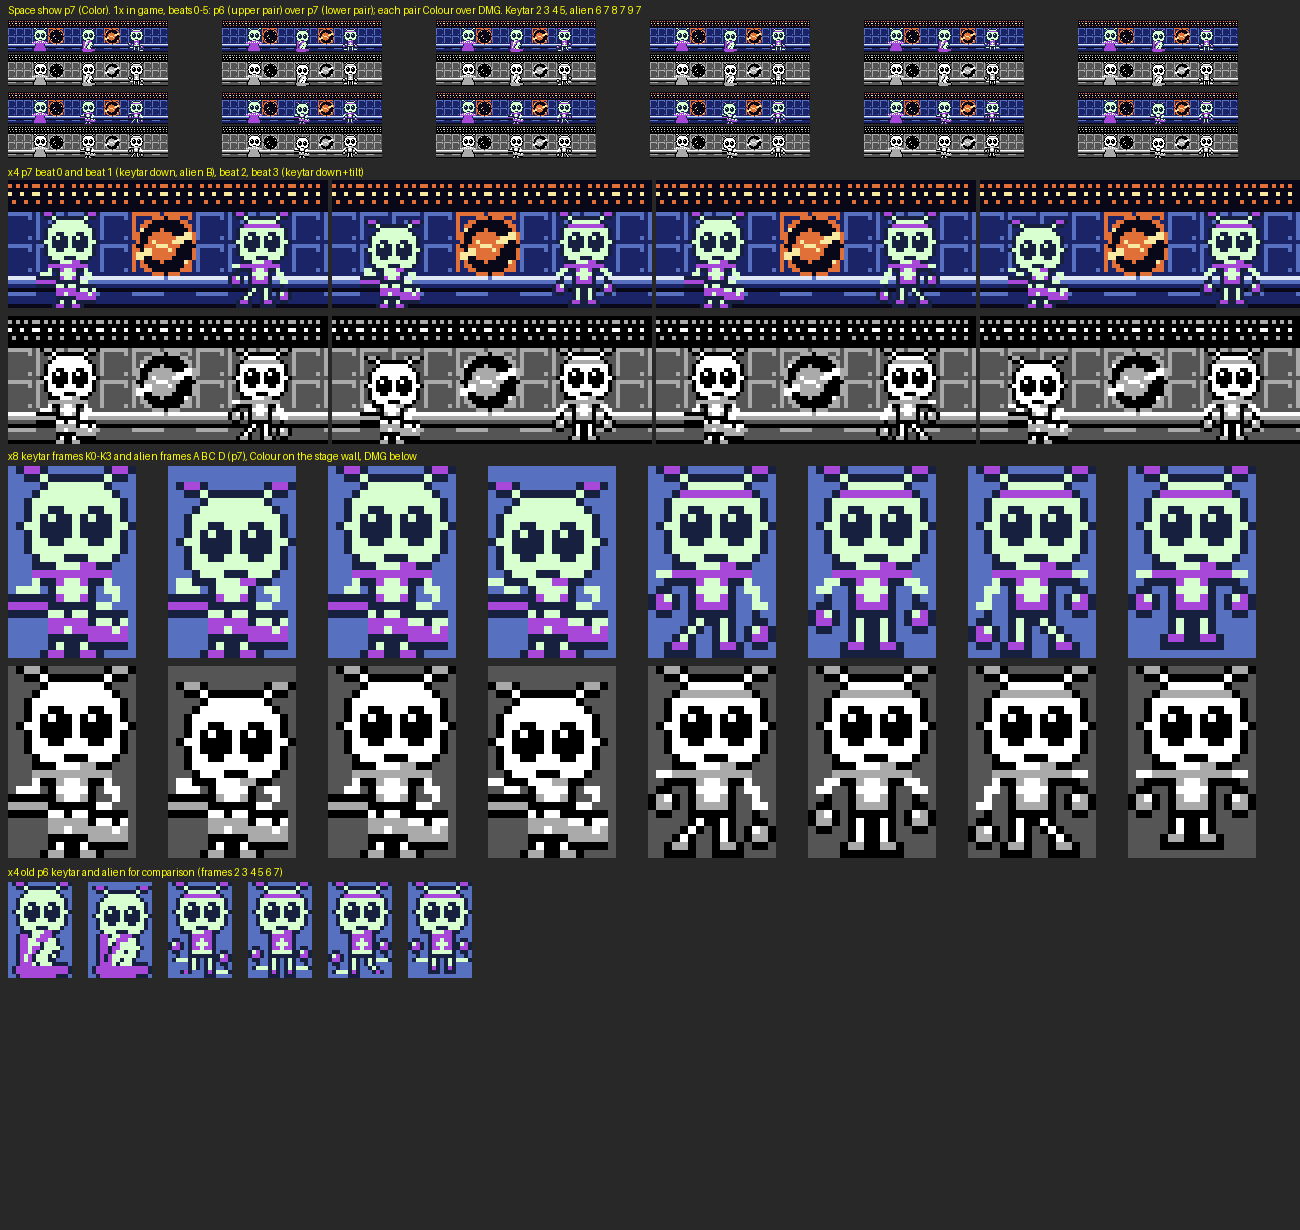 Space show p7 (Color). 1x in game, beats 0-5: p6 (upper pair) over p7 (lower pair); each pair Colour over DMG. Keytar 2 3 4 5, alien 6 7 8 7 9 7
x4 p7 beat 0 and beat 1 (keytar down, alien B), beat 2, beat 3 (keytar down+tilt)
x8 keytar frames K0-K3 and alien frames A B C D (p7), Colour on the stage wall, DMG below
x4 old p6 keytar and alien for comparison (frames 2 3 4 5 6 7)